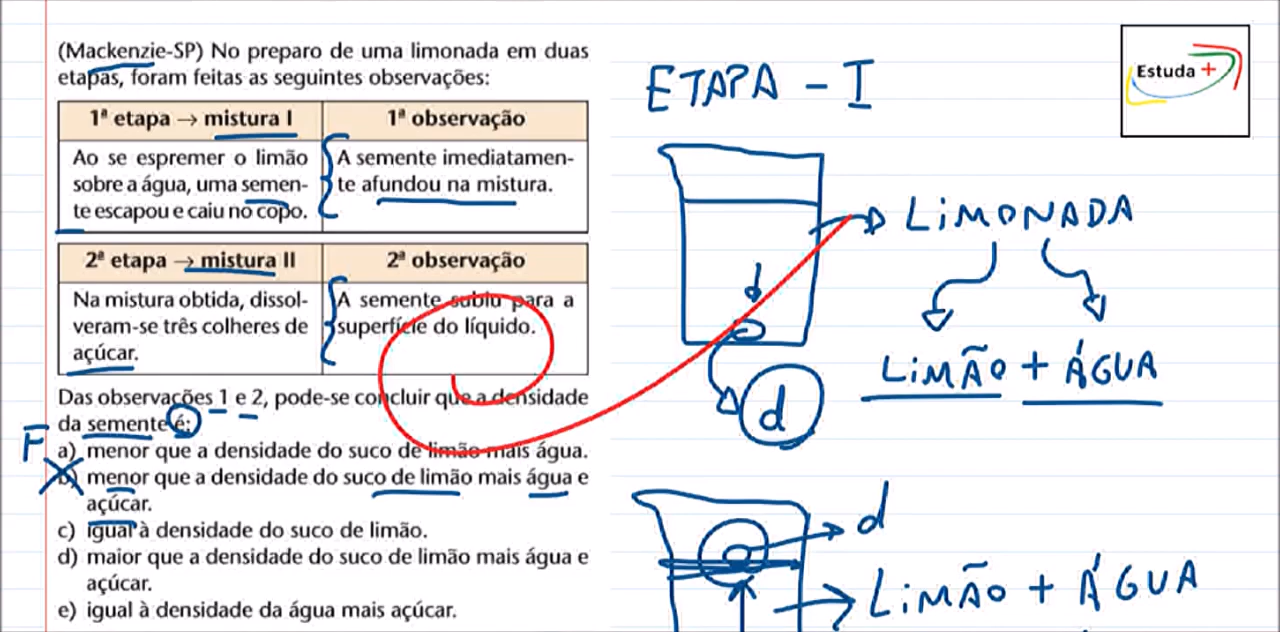 (Mackenzie-SP) No preparo de uma limonada em duas
etapas, foram feitas as seguintes observações:
1ª etapa → mistura I
1ª observação
Ao se espremer o limão
sobre a água, uma semen-
te escapou e caiu no copo.
A semente imediatamen-
te afundou na mistura.
2ª etapa → mistura II
2ª observação
Na mistura obtida, dissol-
veram-se três colheres de
açúcar.
A semente subiu para a
superfície do líquido.
Das observações 1 e 2, pode-se concluir que a densidade
da semente é:
F
a) menor que a densidade do suco de limão mais água.
b) menor que a densidade do suco de limão mais água e
açúcar.
c) igual à densidade do suco de limão.
d) maior que a densidade do suco de limão mais água e
açúcar.
e) igual à densidade da água mais açúcar.
ETAPA - I
Estuda +
LiMONADA
LiMÃO + ÁGUA
d
d
LiMÃO + ÁGUA